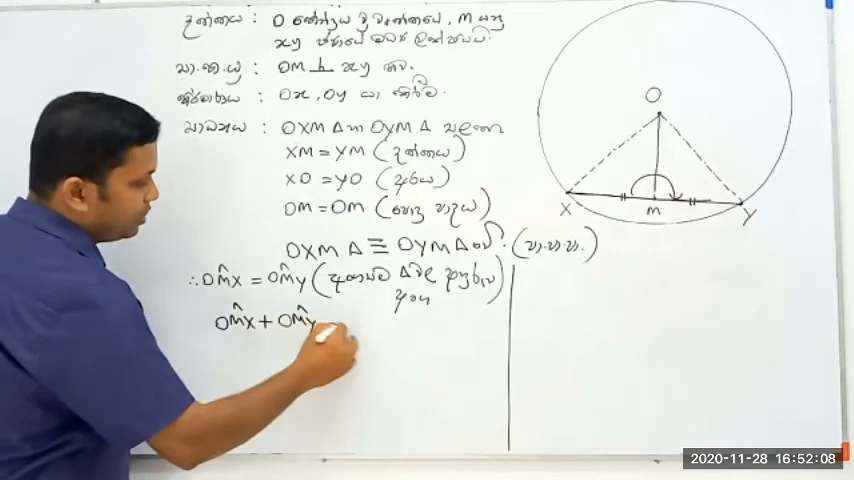 දත්තය : O කේන්ද්‍රය වූ වෘත්තයේ, M යනු
xy ජ්‍යායේ මධ්‍ය ලක්ෂ්‍යයයි.
සා.ක.යු : OM ⊥ xy බව.
නිර්මාණය : Ox, Oy යා කිරීම.
සාධනය : OXM Δ හා OYM Δ සලකා
XM = YM (දත්තය)
XO = YO (අරය)
OM = OM (පොදු පාදය)
OXM Δ ≡ OYM Δ වේ. (පා.පා.පා.)
∴ OM̂X = OM̂Y (අංගසම Δ වල අනුරූප
අංග)
OM̂X + OM̂Y
O
X
M
Y
2020-11-28 16:52:08